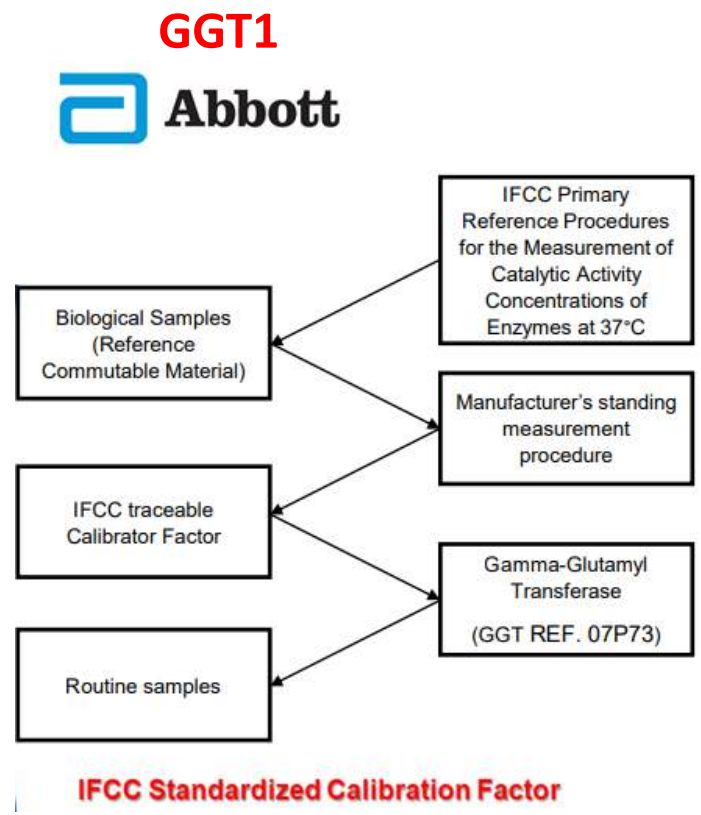 GGT1
Abbott
IFCC Primary
Reference Procedures
for the Measurement of
Catalytic Activity
Concentrations of
Enzymes at 37°C
Biological Samples
(Reference
Commutable Material)
Manufacturer's standing
measurement
procedure
IFCC traceable
Calibrator Factor
Gamma-Glutamyl
Transferase
(GGT REF. 07P73)
Routine samples
IFCC Standardized Calibration Factor